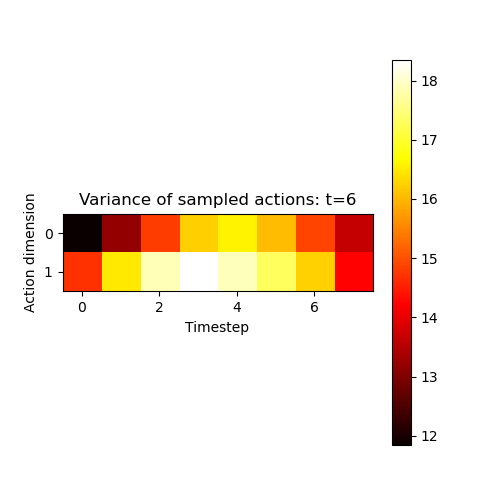 Variance of sampled actions: t=6
Action dimension
0
1
0 2 4 6
Timestep
18
17
16
15
14
13
12